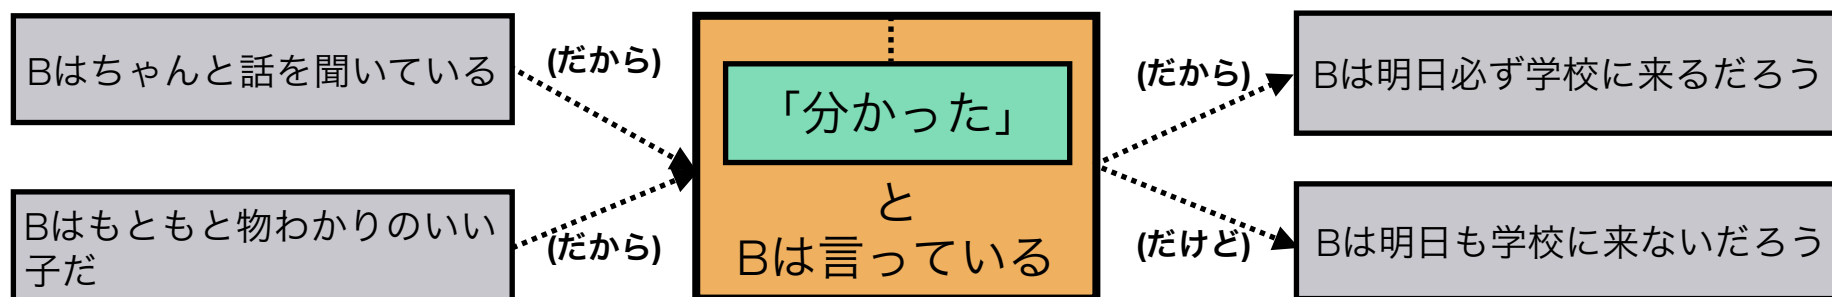 Bはちゃんと話を聞いている
(だから)
Bはもともと物わかりのいい
子だ
(だから)
「分かった」
と
Bは言っている
(だから)
Bは明日必ず学校に来るだろう
(だけど)
Bは明日も学校に来ないだろう